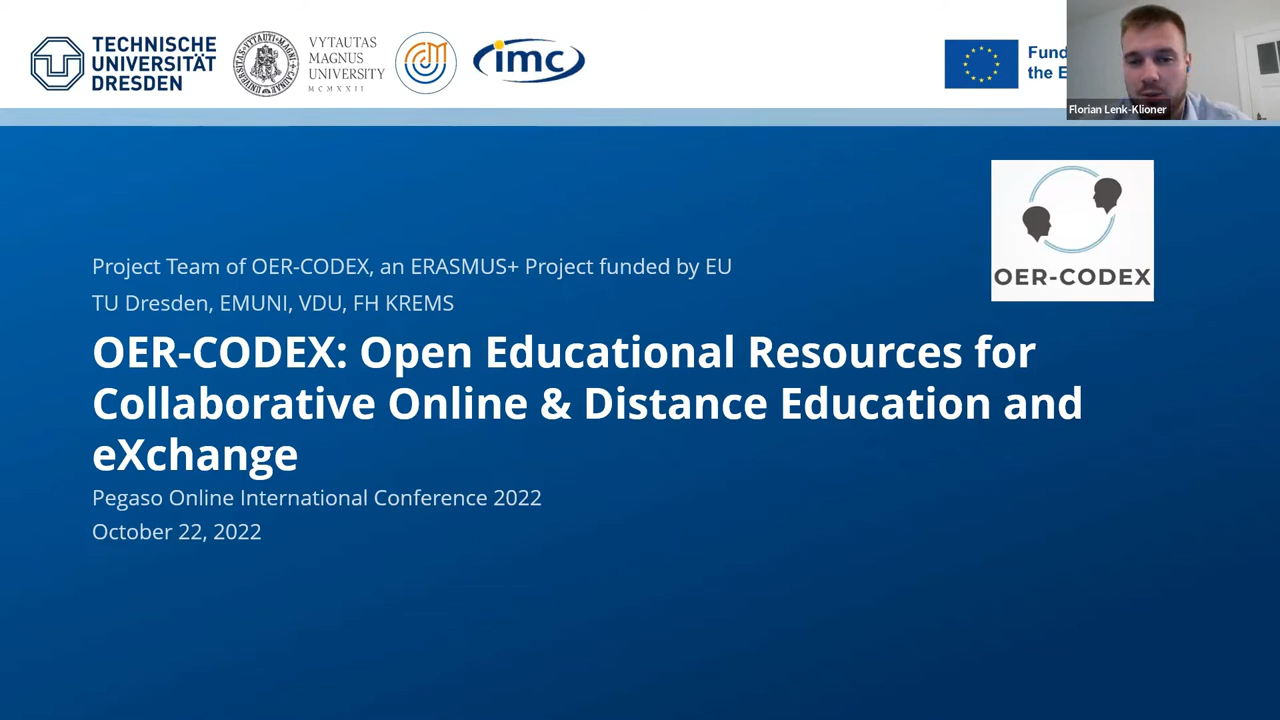 TECHNISCHE
UNIVERSITÄT
DRESDEN
VYTAUTAS
MAGNUS
UNIVERSITY
MCMXXII
imc
Florian Lenk-Klioner
OER-CODEX
Project Team of OER-CODEX, an ERASMUS+ Project funded by EU
TU Dresden, EMUNI, VDU, FH KREMS
OER-CODEX: Open Educational Resources for
Collaborative Online & Distance Education and
eXchange
Pegaso Online International Conference 2022
October 22, 2022